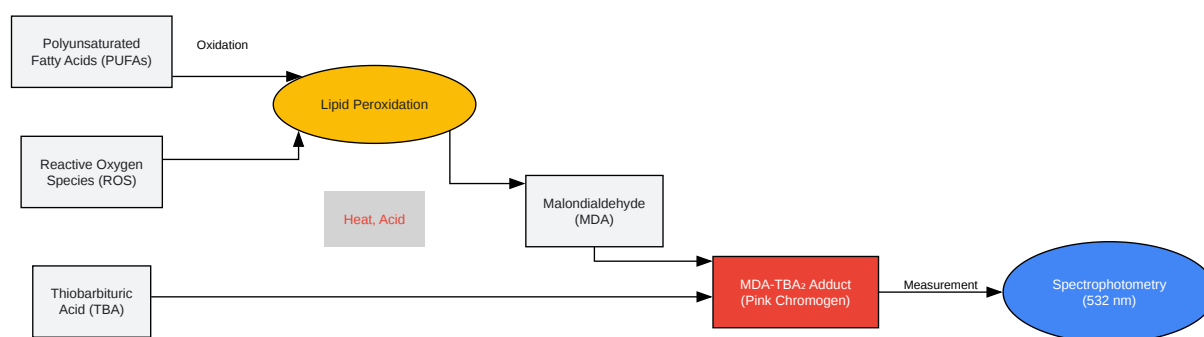 Polyunsaturated
Fatty Acids (PUFAs)
Oxidation
Lipid Peroxidation
Reactive Oxygen
Species (ROS)
Heat, Acid
Malondialdehyde
(MDA)
Thiobarbituric
Acid (TBA)
MDA-TBA₂ Adduct
(Pink Chromogen)
Measurement
Spectrophotometry
(532 nm)